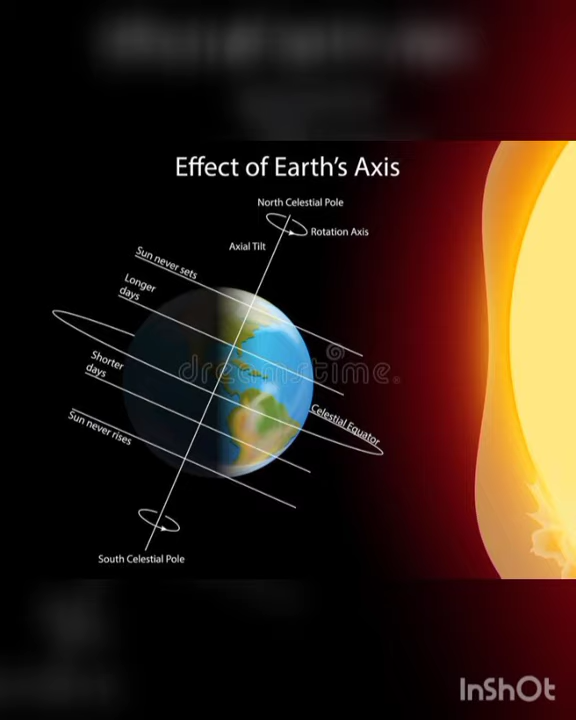 Effect of Earth's Axis
North Celestial Pole
Rotation Axis
Axial Tilt
Sun never sets
Longer
days
Shorter
days
Celestial Equator
Sun never rises
South Celestial Pole
dreamstime.
InShOt